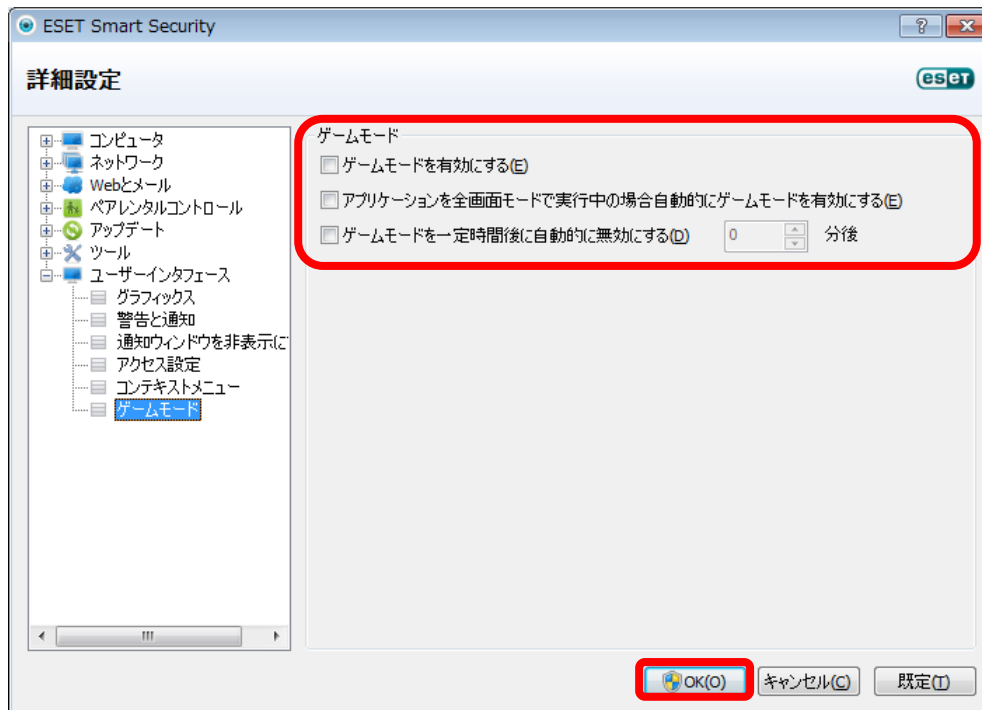 ESET Smart Security
詳細設定
eset
コンピュータ
ネットワーク
Webとメール
ペアレンタルコントロール
アップデート
ツール
ユーザーインタフェース
グラフィックス
警告と通知
通知ウィンドウを非表示に
アクセス設定
コンテキストメニュー
ゲームモード
ゲームモード
ゲームモードを有効にする(E)
アプリケーションを全画面モードで実行中の場合自動的にゲームモードを有効にする(E)
ゲームモードを一定時間後に自動的に無効にする(D) 0 分後
OK(O) キャンセル(C) 既定(T)